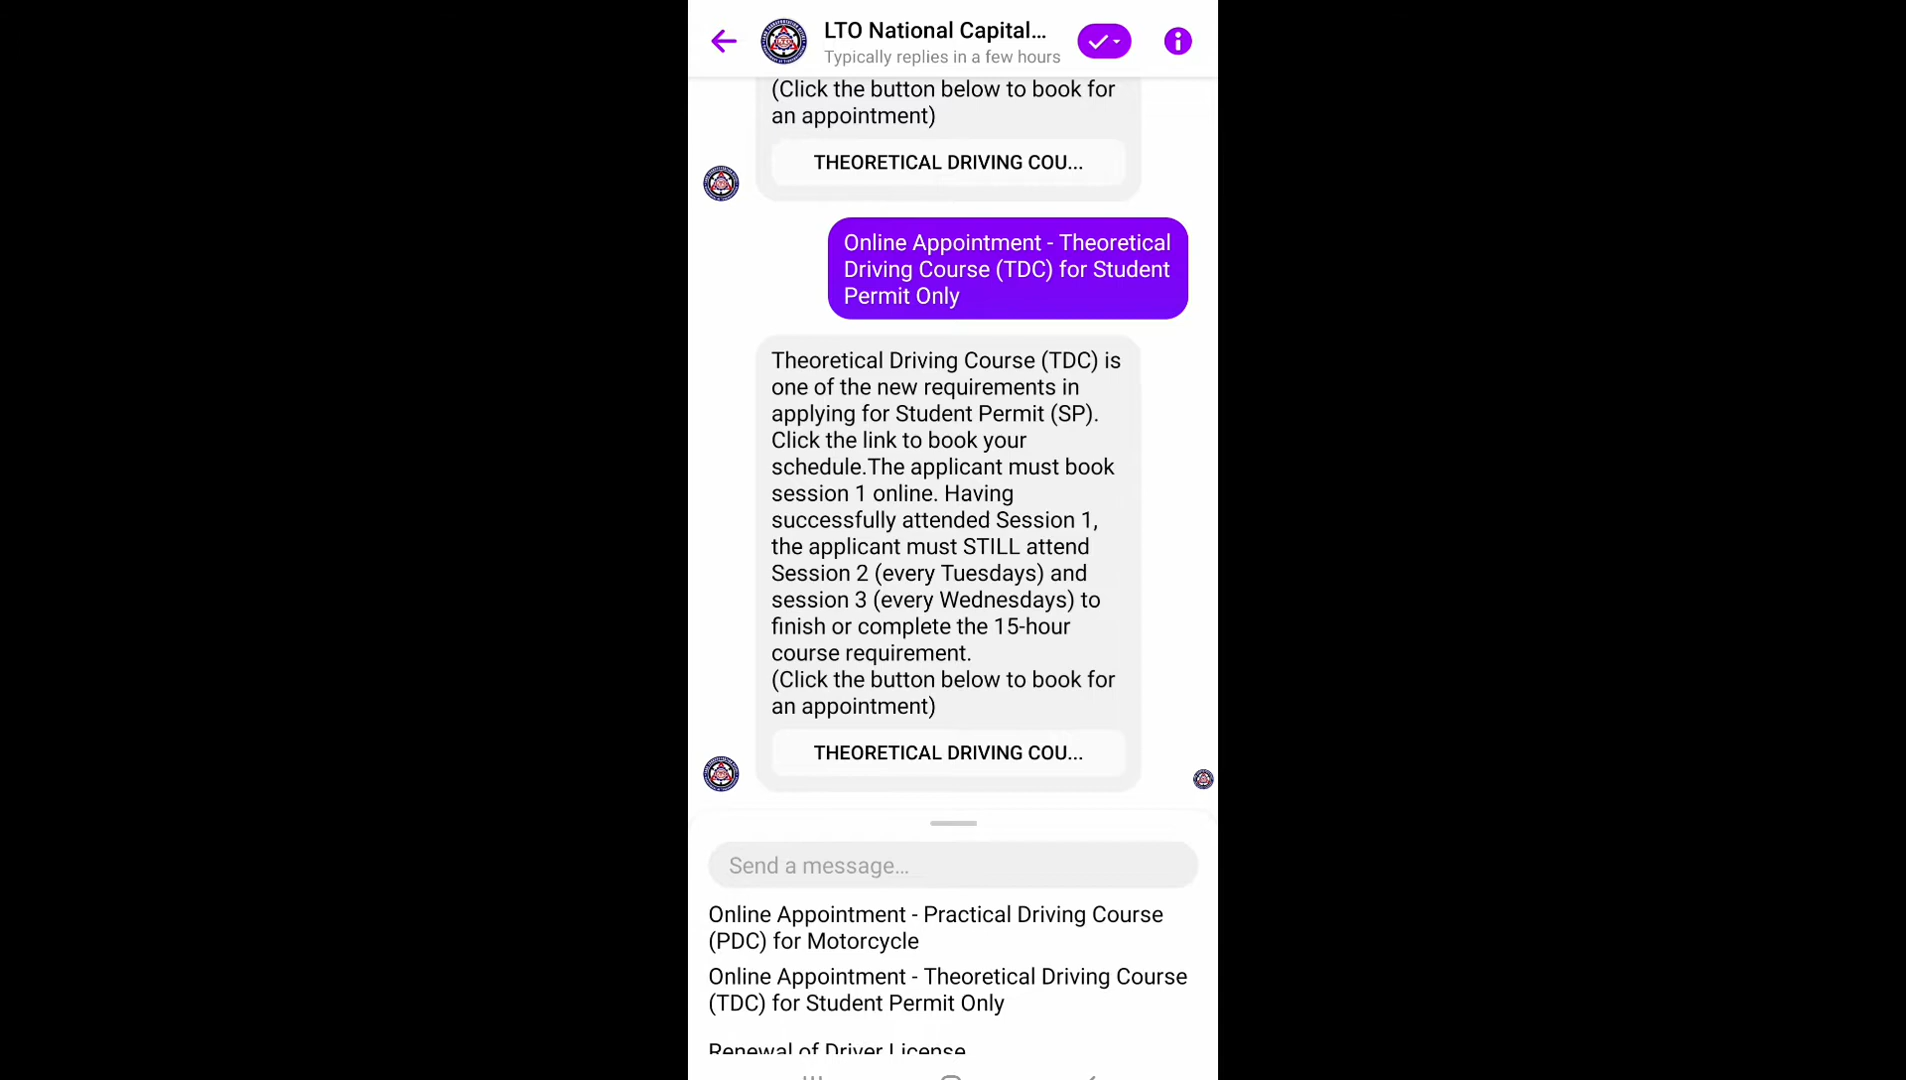 LTO National Capital...
Typically replies in a few hours
(Click the button below to book for
an appointment)
THEORETICAL DRIVING COU...
Online Appointment - Theoretical
Driving Course (TDC) for Student
Permit Only
Theoretical Driving Course (TDC) is
one of the new requirements in
applying for Student Permit (SP).
Click the link to book your
schedule.The applicant must book
session 1 online. Having
successfully attended Session 1,
the applicant must STILL attend
Session 2 (every Tuesdays) and
session 3 (every Wednesdays) to
finish or complete the 15-hour
course requirement.
(Click the button below to book for
an appointment)
THEORETICAL DRIVING COU...
Send a message...
Online Appointment - Practical Driving Course
(PDC) for Motorcycle
Online Appointment - Theoretical Driving Course
(TDC) for Student Permit Only
Renewal of Driver License